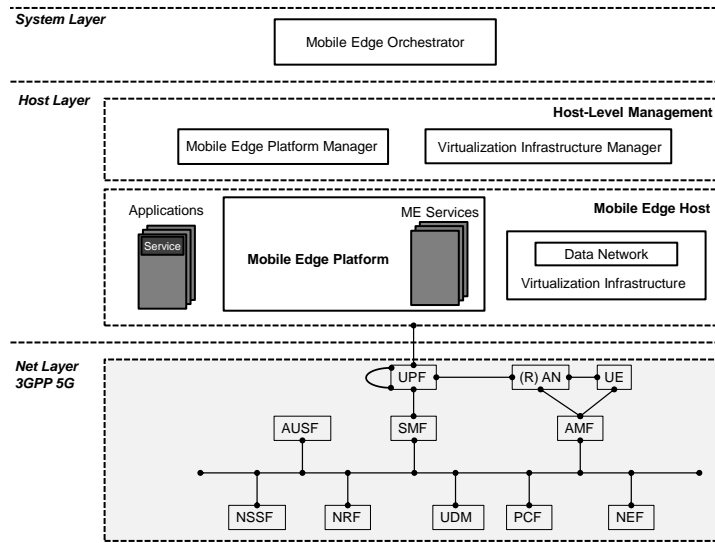 System Layer
Mobile Edge Orchestrator
Host Layer
Host-Level Management
Mobile Edge Platform Manager
Virtualization Infrastructure Manager
Applications
ME Services
Mobile Edge Host
Service
Mobile Edge Platform
Data Network
Virtualization Infrastructure
Net Layer
3GPP 5G
UPF
(R) AN
UE
AUSF
SMF
AMF
NSSF
NRF
UDM
PCF
NEF